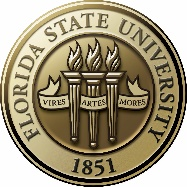 FLORIDA STATE UNIVERSITY
VIRES ARTES MORES
1851